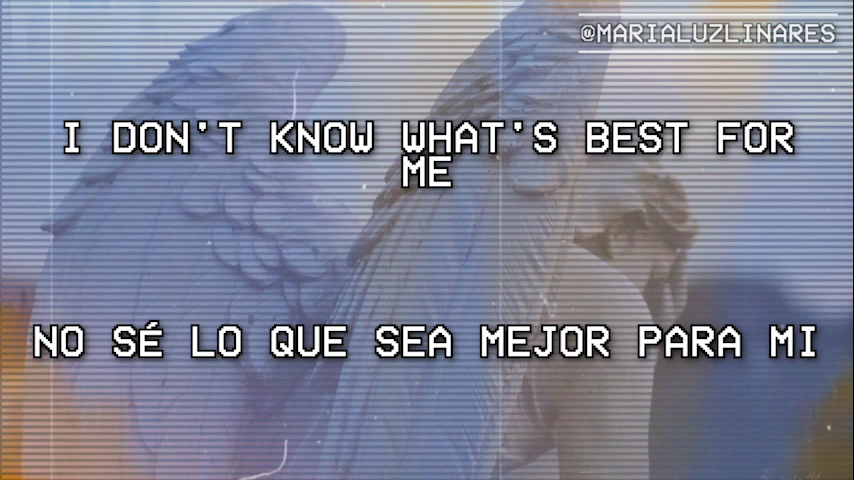 @MARIALUZLINARES
I DON'T KNOW WHAT'S BEST FOR
ME
NO SÉ LO QUE SEA MEJOR PARA MI